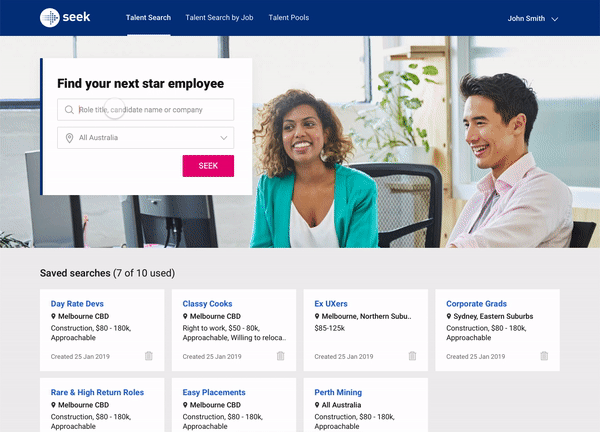 seek
Talent Search
Talent Search by Job
Talent Pools
John Smith
Find your next star employee
Role title, candidate name or company
All Australia
SEEK
Saved searches (7 of 10 used)
Day Rate Devs
Melbourne CBD
Construction, $80 - 180k,
Approachable
Created 25 Jan 2019
Classy Cooks
Melbourne CBD
Right to work, $50 - 80k,
Approachable, Willing to reloca..
Created 25 Jan 2019
Ex UXers
Melbourne, Northern Subu..
$85-125k
Created 25 Jan 2019
Corporate Grads
Sydney, Eastern Suburbs
Construction, $80 - 180k,
Approachable
Created 25 Jan 2019
Rare & High Return Roles
Melbourne CBD
Construction, $80 - 180k,
Approachable
Easy Placements
Melbourne CBD
Construction, $80 - 180k,
Approachable
Perth Mining
All Australia
Construction, $80 - 180k,
Approachable